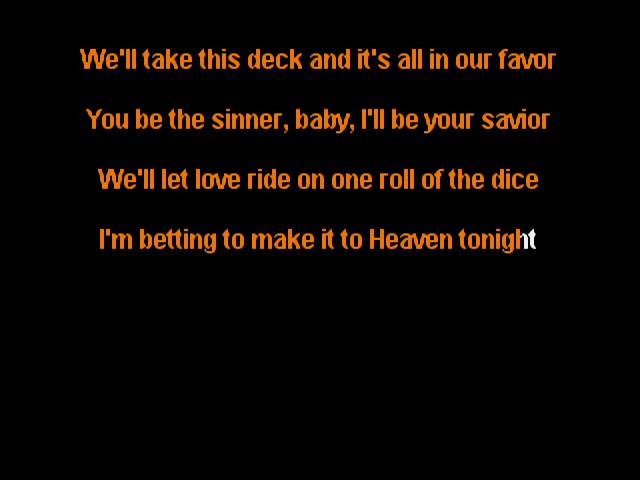 We'll take this deck and it's all in our favor
You be the sinner, baby, I'll be your savior
We'll let love ride on one roll of the dice
I'm betting to make it to Heaven tonight